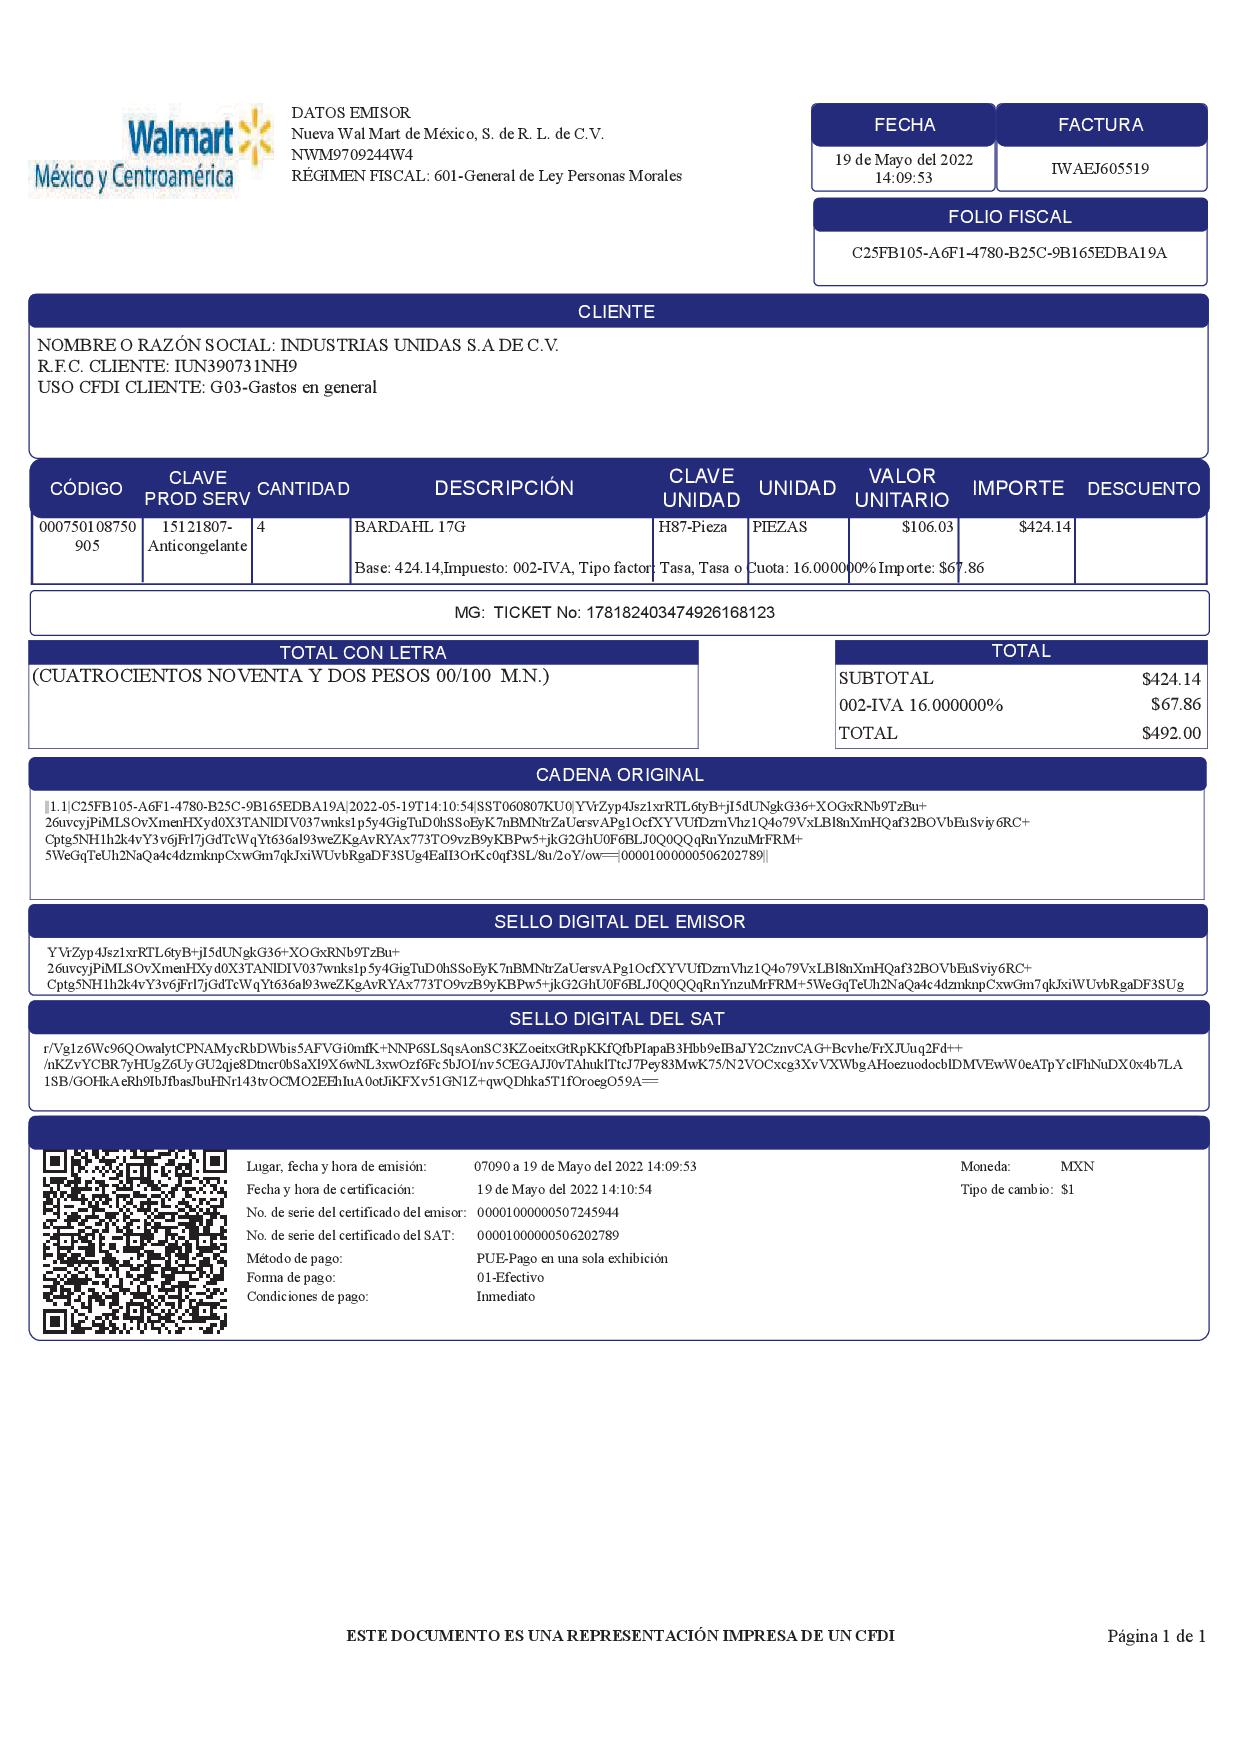 Walmart
México y Centroamérica
DATOS EMISOR
Nueva Wal Mart de México, S. de R. L. de C.V.
NWM9709244W4
RÉGIMEN FISCAL: 601-General de Ley Personas Morales
FECHA
19 de Mayo del 2022
14:09:53
FACTURA
IWAEJ605519
FOLIO FISCAL
C25FB105-A6F1-4780-B25C-9B165EDBA19A
CLIENTE
NOMBRE O RAZÓN SOCIAL: INDUSTRIAS UNIDAS S.A DE C.V.
R.F.C. CLIENTE: IUN390731NH9
USO CFDI CLIENTE: G03-Gastos en general
CÓDIGO
CLAVE
PROD SERV
CANTIDAD
DESCRIPCIÓN
CLAVE
UNIDAD
UNIDAD
VALOR
UNITARIO
IMPORTE
DESCUENTO
000750108750
905
15121807-
Anticongelante
4
BARDAHL 17G
H87-Pieza
PIEZAS
$106.03
$424.14
Base: 424.14,Impuesto: 002-IVA, Tipo factor: Tasa, Tasa o Cuota: 16.000000% Importe: $67.86
MG: TICKET No: 178182403474926168123
TOTAL CON LETRA
(CUATROCIENTOS NOVENTA Y DOS PESOS 00/100 M.N.)
TOTAL
SUBTOTAL $424.14
002-IVA 16.000000% $67.86
TOTAL $492.00
CADENA ORIGINAL
||1.1|C25FB105-A6F1-4780-B25C-9B165EDBA19A|2022-05-19T14:10:54|SST060807KU0|YVrZyp4Jsz1xrRTL6tyB+jI5dUNgkG36+XOGxRNb9TzBu+
26uvcyjPiMLSOvXmenHXyd0X3TANlDIV037wnks1p5y4GigTuD0hSSoEyK7nBMNtrZaUersvAPg1OcfXYVUfDzrnVhz1Q4o79VxLBl8nXmHQaf32BOVbEuSviy6RC+
Cptg5NH1h2k4vY3v6jFrl7jGdTcWqYt636al93weZKgAvRYAx773TO9vzB9yKBPw5+jkG2GhU0F6BLJ0Q0QQqRnYnzuMrFRM+
5WeGqTeUh2NaQa4c4dzmknpCxwGm7qkJxiWUvbRgaDF3SUg4EaII3OrKc0qf3SL/8u/2oY/ow==|00001000000506202789||
SELLO DIGITAL DEL EMISOR
YVrZyp4Jsz1xrRTL6tyB+jI5dUNgkG36+XOGxRNb9TzBu+
26uvcyjPiMLSOvXmenHXyd0X3TANlDIV037wnks1p5y4GigTuD0hSSoEyK7nBMNtrZaUersvAPg1OcfXYVUfDzrnVhz1Q4o79VxLBl8nXmHQaf32BOVbEuSviy6RC+
Cptg5NH1h2k4vY3v6jFrl7jGdTcWqYt636al93weZKgAvRYAx773TO9vzB9yKBPw5+jkG2GhU0F6BLJ0Q0QQqRnYnzuMrFRM+5WeGqTeUh2NaQa4c4dzmknpCxwGm7qkJxiWUvbRgaDF3SUg
SELLO DIGITAL DEL SAT
r/Vg1z6Wc96QOwalytCPNAMycRbDWbis5AFVGi0mfK+NNP6SLSqsAonSC3KZoeitxGtRpKKfQfbPIapaB3Hbb9eIBaJY2CznvCAG+Bcvhe/FrXJUuq2Fd++
/nKZvYCBR7yHUgZ6UyGU2qje8Dtncr0bSaXl9X6wNL3xwOzf6Fc5bJOI/nv5CEGAJJ0vTAhuklTtcJ7Pey83MwK75/N2VOCxcg3XvVXWbgAHoezuodocblDMVEwW0eATpYclFhNuDX0x4b7LA
1SB/GOHkAeRh9IbJfbasJbuHNr143tvOCMO2EEhIuA0otJiKFXv51GN1Z+qwQDhka5T1fOroegO59A==
Lugar, fecha y hora de emisión: 07090 a 19 de Mayo del 2022 14:09:53
Moneda: MXN
Fecha y hora de certificación: 19 de Mayo del 2022 14:10:54
Tipo de cambio: $1
No. de serie del certificado del emisor: 00001000000507245944
No. de serie del certificado del SAT: 00001000000506202789
Método de pago: PUE-Pago en una sola exhibición
Forma de pago: 01-Efectivo
Condiciones de pago: Inmediato
ESTE DOCUMENTO ES UNA REPRESENTACIÓN IMPRESA DE UN CFDI
Página 1 de 1